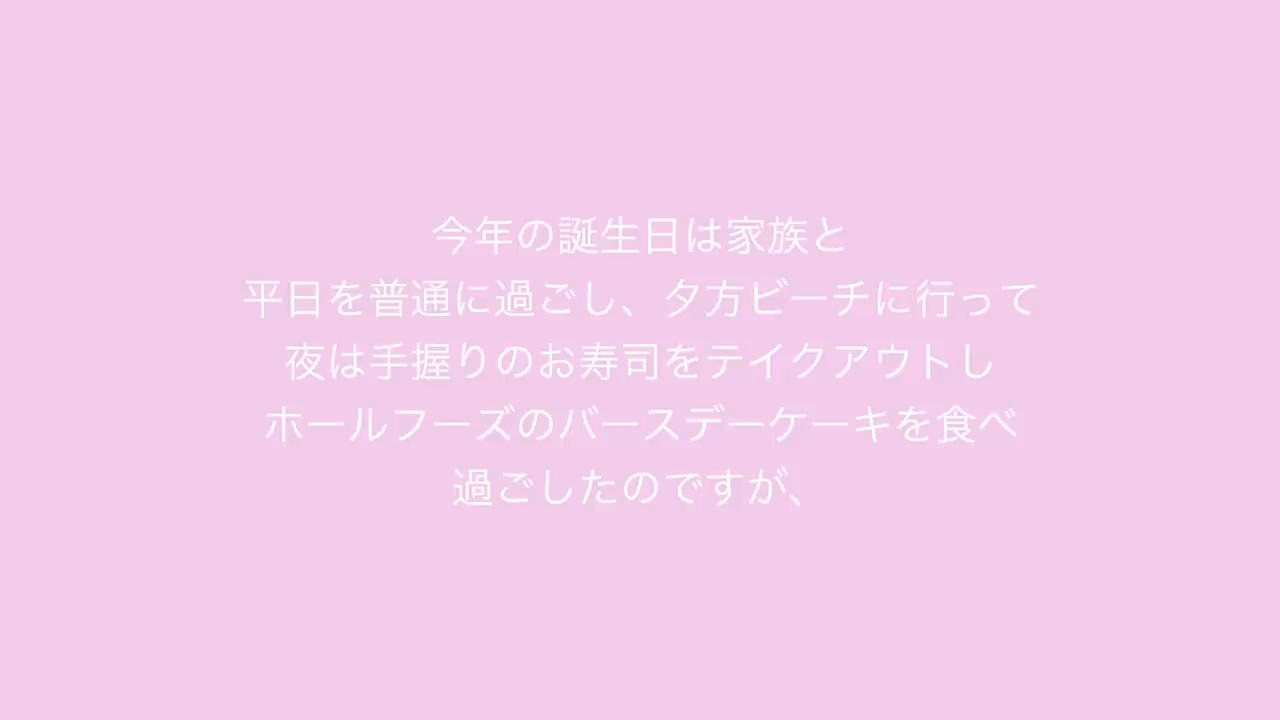 今年の誕生日は家族と
平日を普通に過ごし、夕方ビーチに行って
夜は手握りのお寿司をテイクアウトし
ホールフーズのバースデーケーキを食べ
過ごしたのですが、